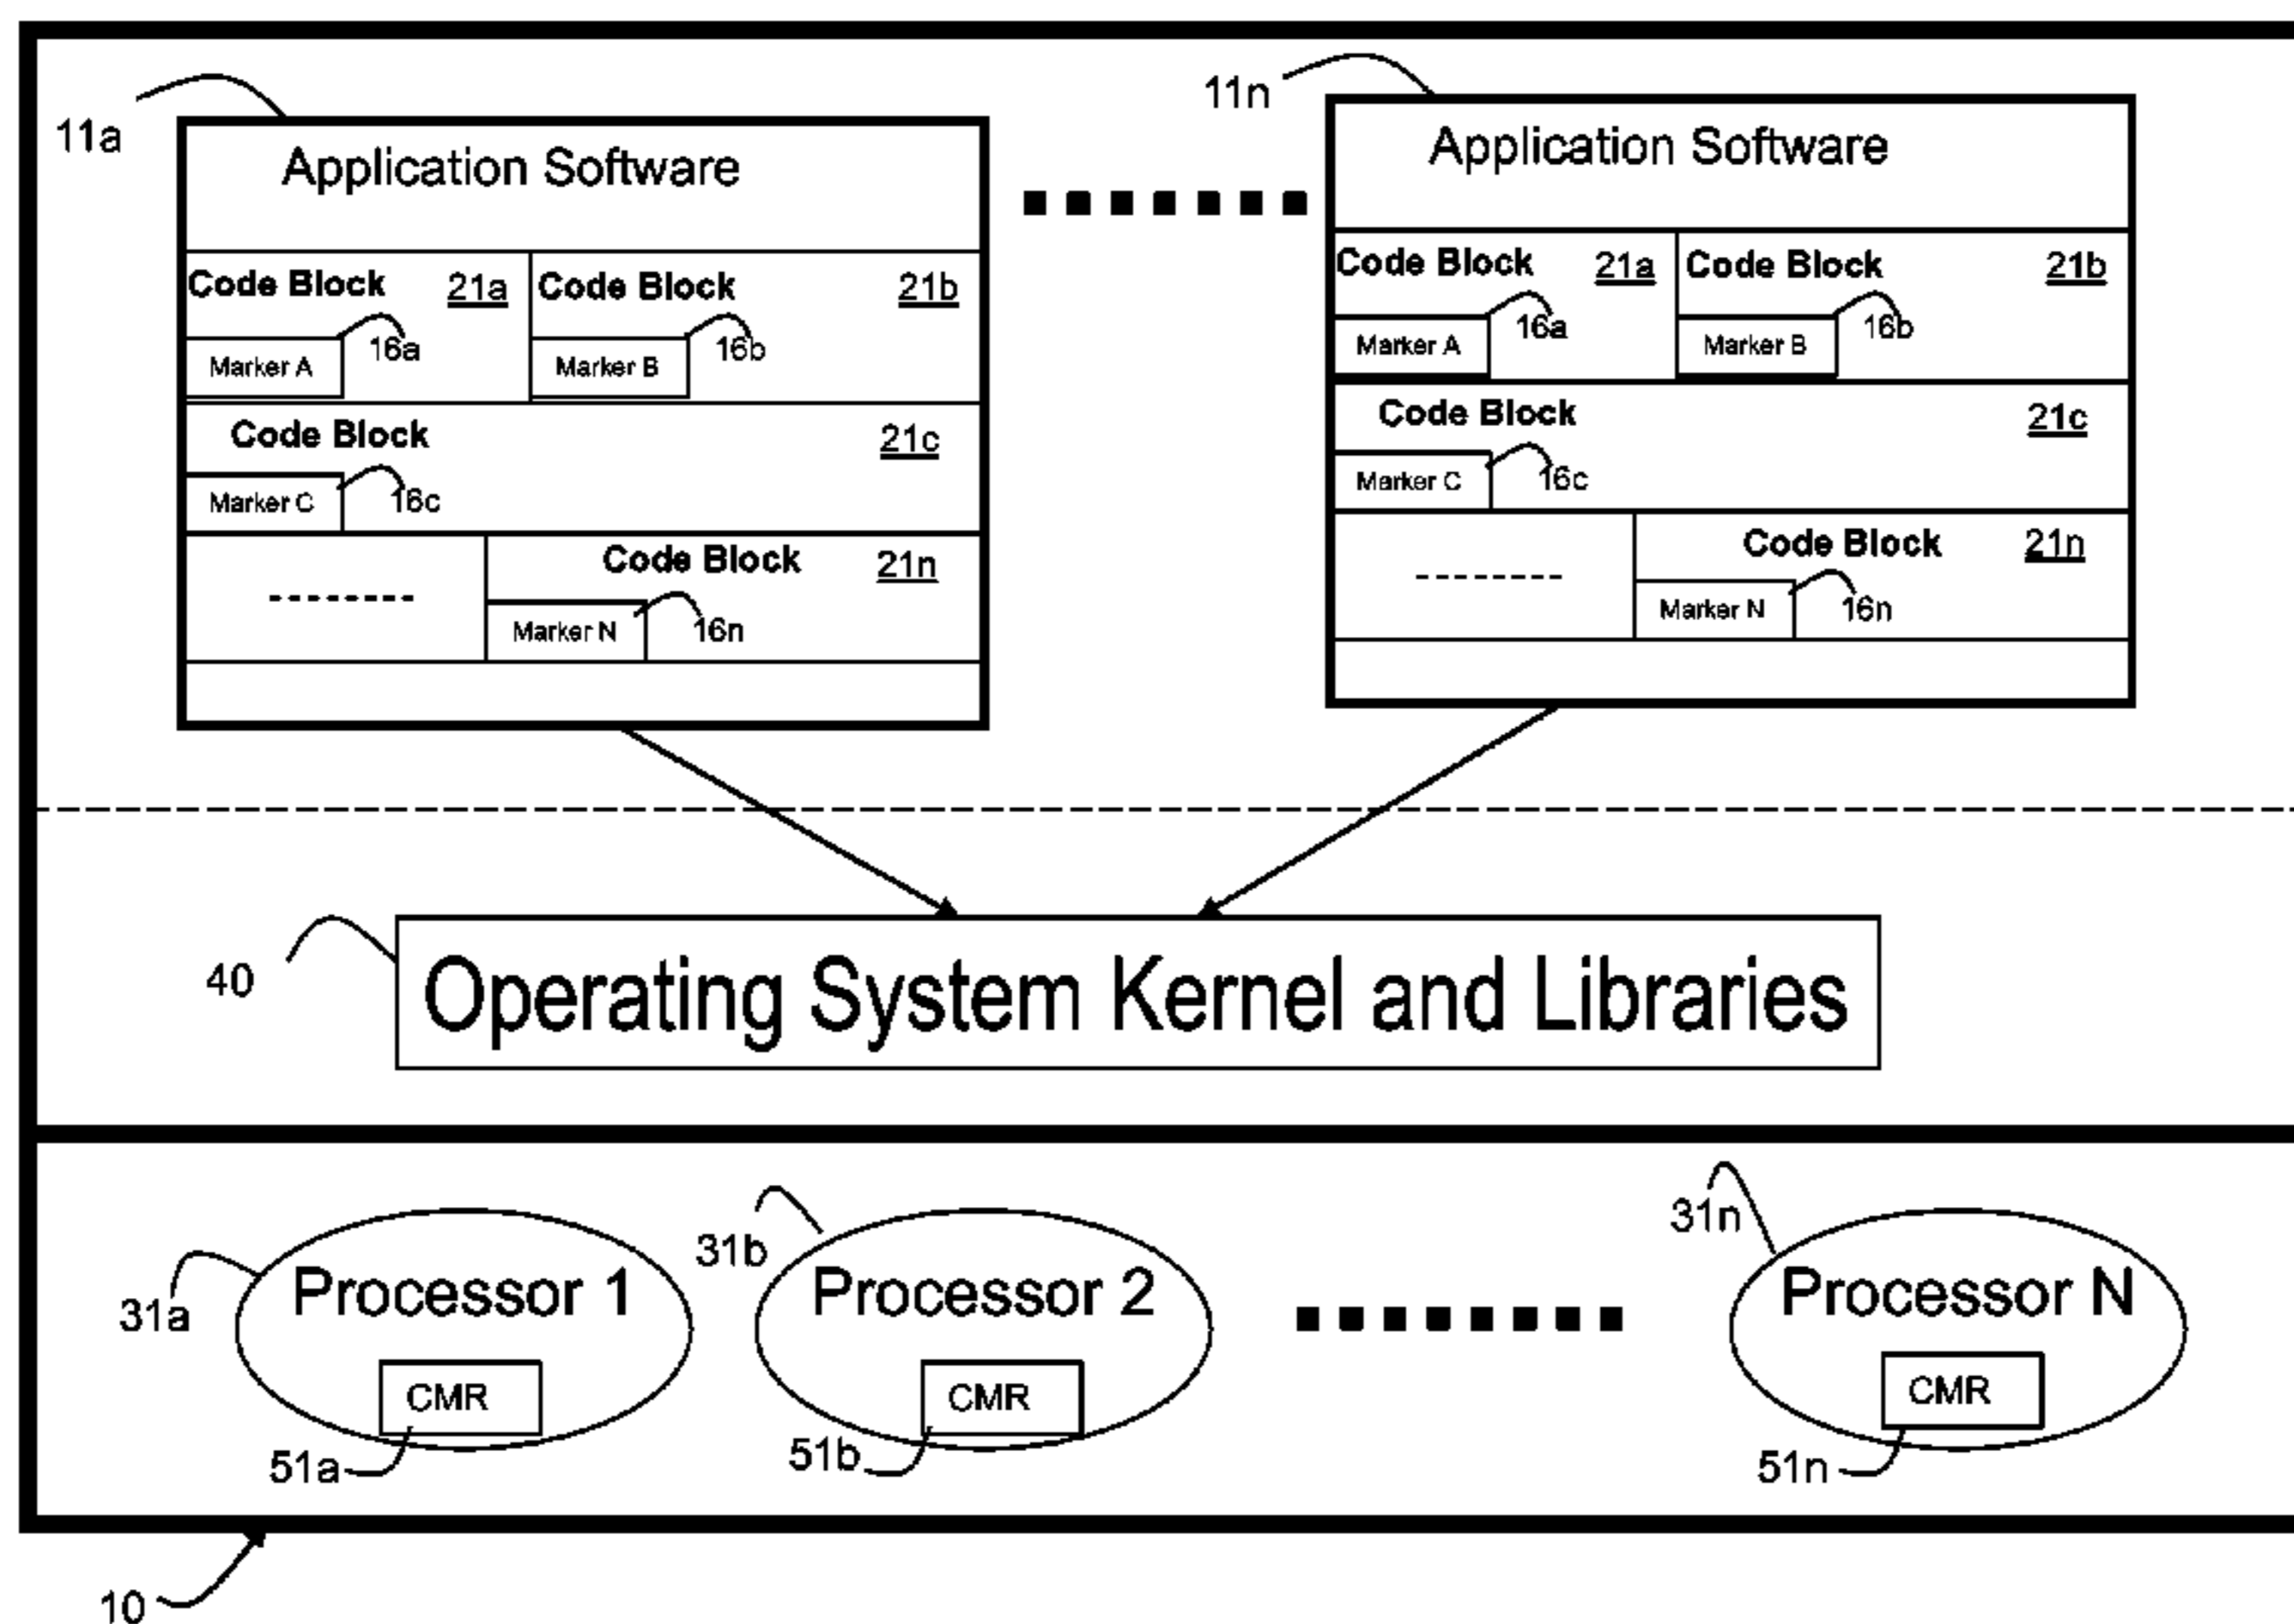 11a
Application Software
Code Block 21a Code Block 21b
Marker A 16a Marker B 16b
Code Block 21c
Marker C 16c
Code Block 21n
Marker N 16n
11n
Application Software
Code Block 21a Code Block 21b
Marker A 16a Marker B 16b
Code Block 21c
Marker C 16c
Code Block 21n
Marker N 16n
40
Operating System Kernel and Libraries
31a
Processor 1
CMR
51a
31b
Processor 2
CMR
51b
31n
Processor N
CMR
51n
10